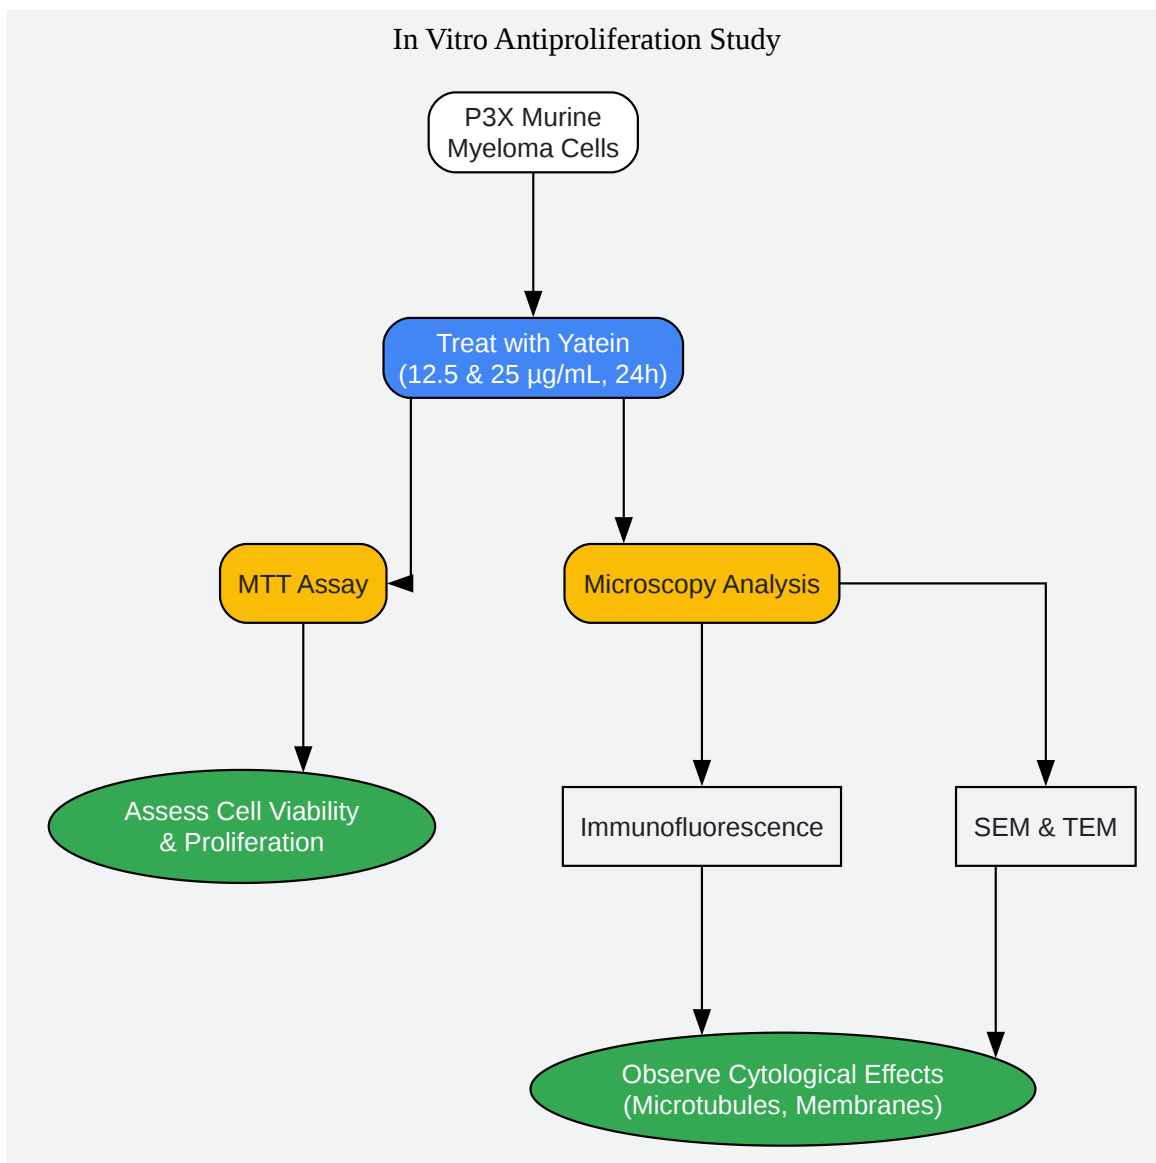 In Vitro Antiproliferation Study
P3X Murine
Myeloma Cells
Treat with Yatein
(12.5 & 25 µg/mL, 24h)
MTT Assay
Microscopy Analysis
Assess Cell Viability
& Proliferation
Immunofluorescence
SEM & TEM
Observe Cytological Effects
(Microtubules, Membranes)